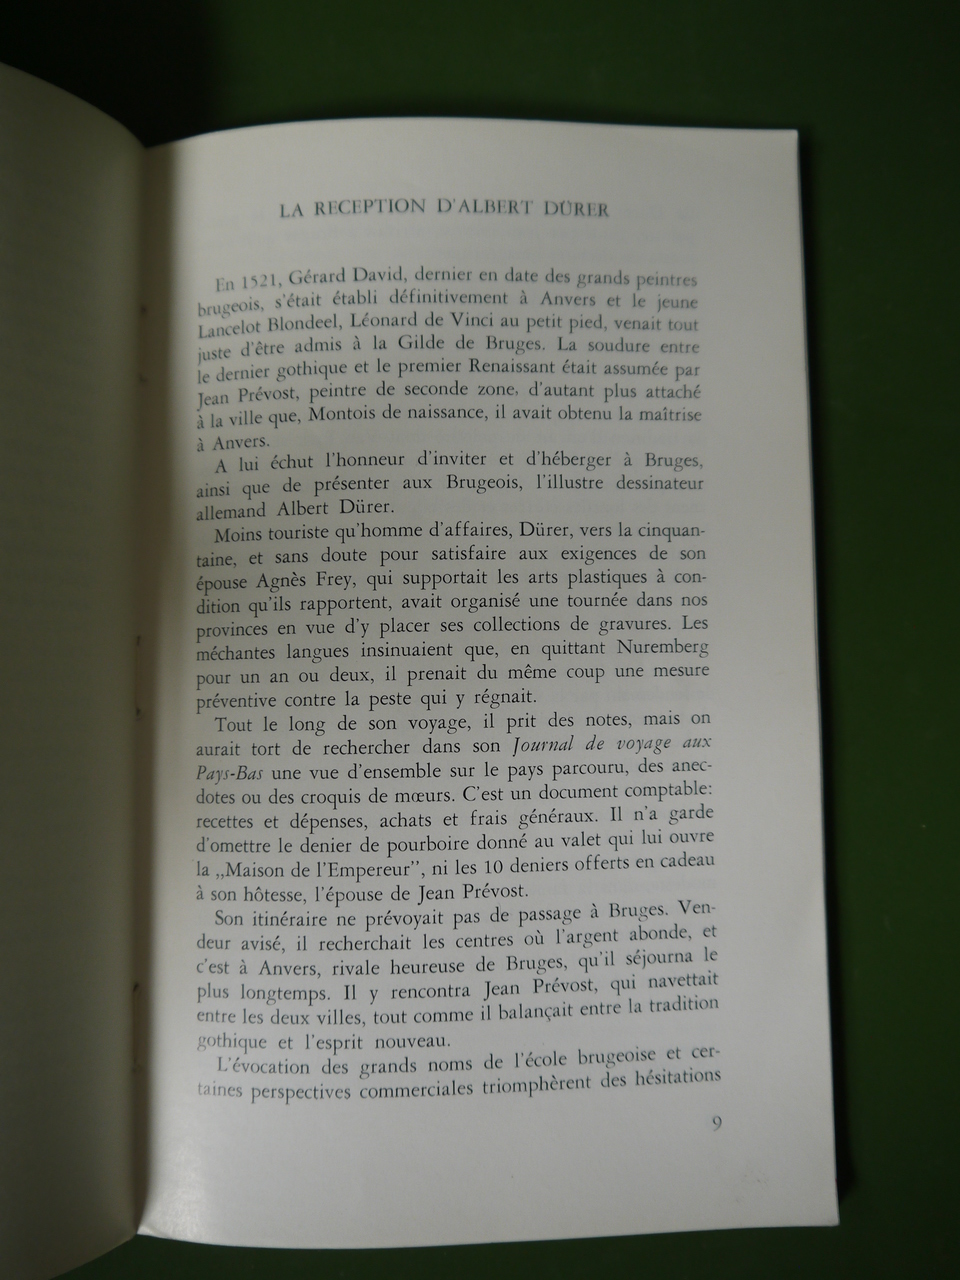 LA RECEPTION D'ALBERT DÜRER
En 1521, Gérard David, dernier en date des grands peintres
brugeois, s'était établi définitivement à Anvers et le jeune
Lancelot Blondeel, Léonard de Vinci au petit pied, venait tout
juste d'être admis à la Gilde de Bruges. La soudure entre
le dernier gothique et le premier Renaissant était assumée par
Jean Prévost, peintre de seconde zone, d'autant plus attaché
à la ville que, Montois de naissance, il avait obtenu la maîtrise
à Anvers.
A lui échut l'honneur d'inviter et d'héberger à Bruges,
ainsi que de présenter aux Brugeois, l'illustre dessinateur
allemand Albert Dürer.
Moins touriste qu'homme d'affaires, Dürer, vers la cinquan-
taine, et sans doute pour satisfaire aux exigences de son
épouse Agnès Frey, qui supportait les arts plastiques à con-
dition qu'ils rapportent, avait organisé une tournée dans nos
provinces en vue d'y placer ses collections de gravures. Les
méchantes langues insinuaient que, en quittant Nuremberg
pour un an ou deux, il prenait du même coup une mesure
préventive contre la peste qui y régnait.
Tout le long de son voyage, il prit des notes, mais on
aurait tort de rechercher dans son Journal de voyage aux
Pays-Bas une vue d'ensemble sur le pays parcouru, des anec-
dotes ou des croquis de mœurs. C'est un document comptable:
recettes et dépenses, achats et frais généraux. Il n'a garde
d'omettre le denier de pourboire donné au valet qui lui ouvre
la „Maison de l'Empereur”, ni les 10 deniers offerts en cadeau
à son hôtesse, l'épouse de Jean Prévost.
Son itinéraire ne prévoyait pas de passage à Bruges. Ven-
deur avisé, il recherchait les centres où l'argent abonde, et
c'est à Anvers, rivale heureuse de Bruges, qu'il séjourna le
plus longtemps. Il y rencontra Jean Prévost, qui navettait
entre les deux villes, tout comme il balançait entre la tradition
gothique et l'esprit nouveau.
L'évocation des grands noms de l'école brugeoise et cer-
taines perspectives commerciales triomphèrent des hésitations
9